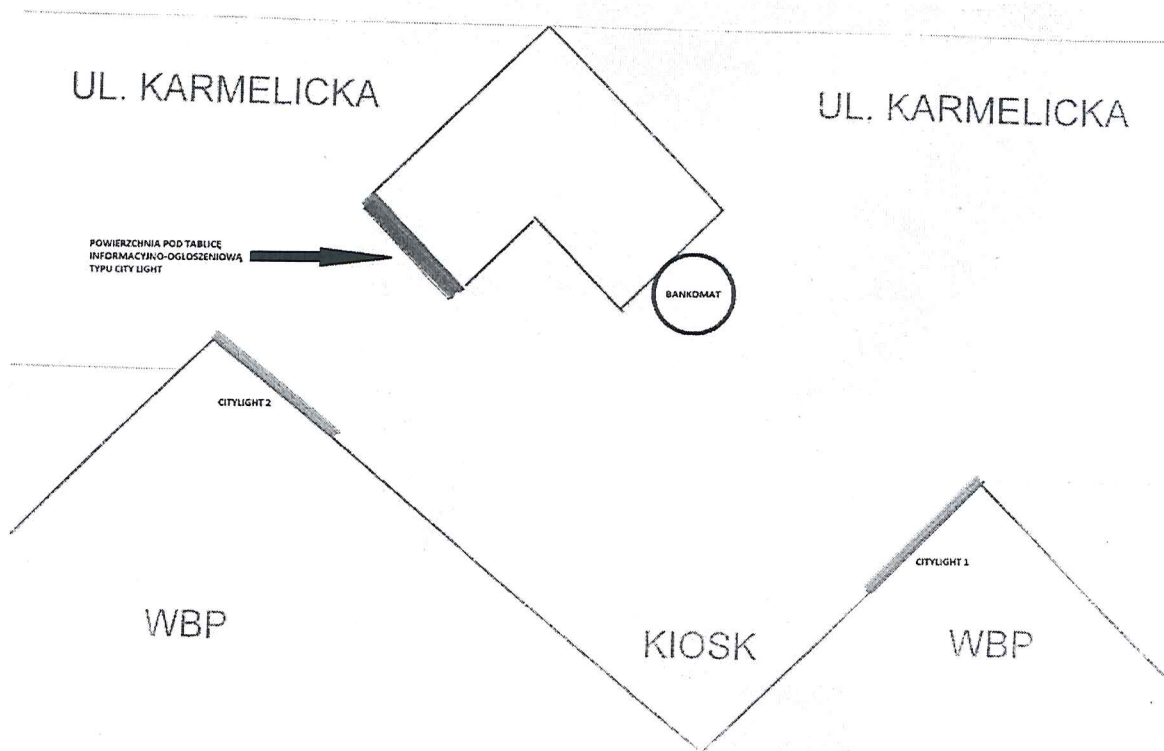 UL. KARMELICKA
UL. KARMELICKA
POWIERZCHNIA POD TABLICĘ
INFORMACYJNO-OGŁOSZENIOWĄ
TYPU CITY LIGHT
BANKOMAT
CITYLIGHT 2
CITYLIGHT 1
WBP
KIOSK
WBP